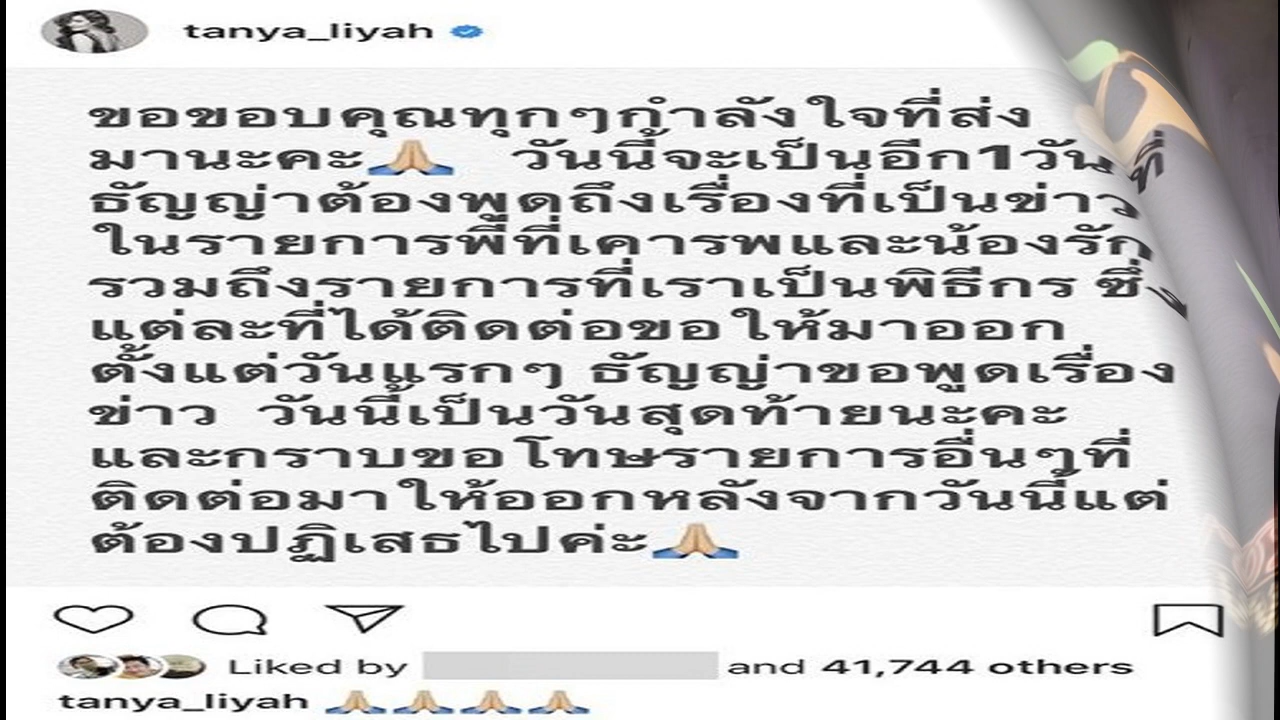 tanya_liyah
ขอขอบคุณทุกๆกำลังใจที่ส่ง
มานะคะ🙏🏼 วันนี้จะเป็นอีก1วันที่
ธัญญ่าต้องพูดถึงเรื่องที่เป็นข่าว
ในรายการพี่ที่เคารพและน้องรัก
รวมถึงรายการที่เราเป็นพิธีกร ซึ่ง
แต่ละที่ได้ติดต่อขอให้มาออก
ตั้งแต่วันแรกๆ ธัญญ่าขอพูดเรื่อง
ข่าว วันนี้เป็นวันสุดท้ายนะคะ
และกราบขอโทษรายการอื่นๆที่
ติดต่อมาให้ออกหลังจากวันนี้แต่
ต้องปฏิเสธไปค่ะ🙏🏼
Liked by and 41,744 others
tanya_liyah 🙏🏼🙏🏼🙏🏼🙏🏼